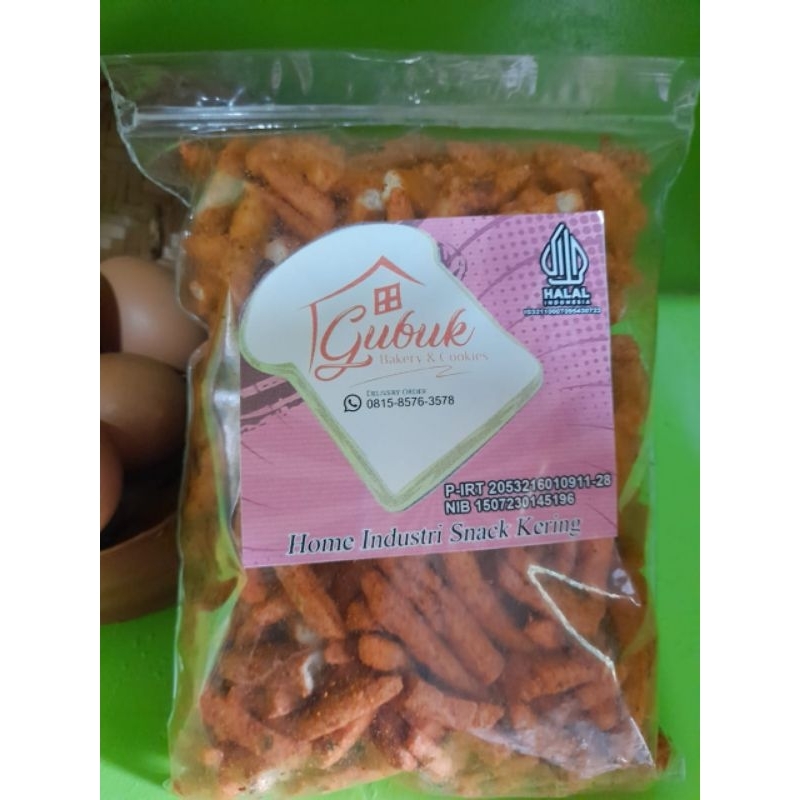 Gubuk
Bakery & Cookies
DELIVERY ORDER
0815-8576-3578
HALAL
INDONESIA
P-IRT 2053216010911-28
NIB 1507230145196
Home Industri Snack Kering